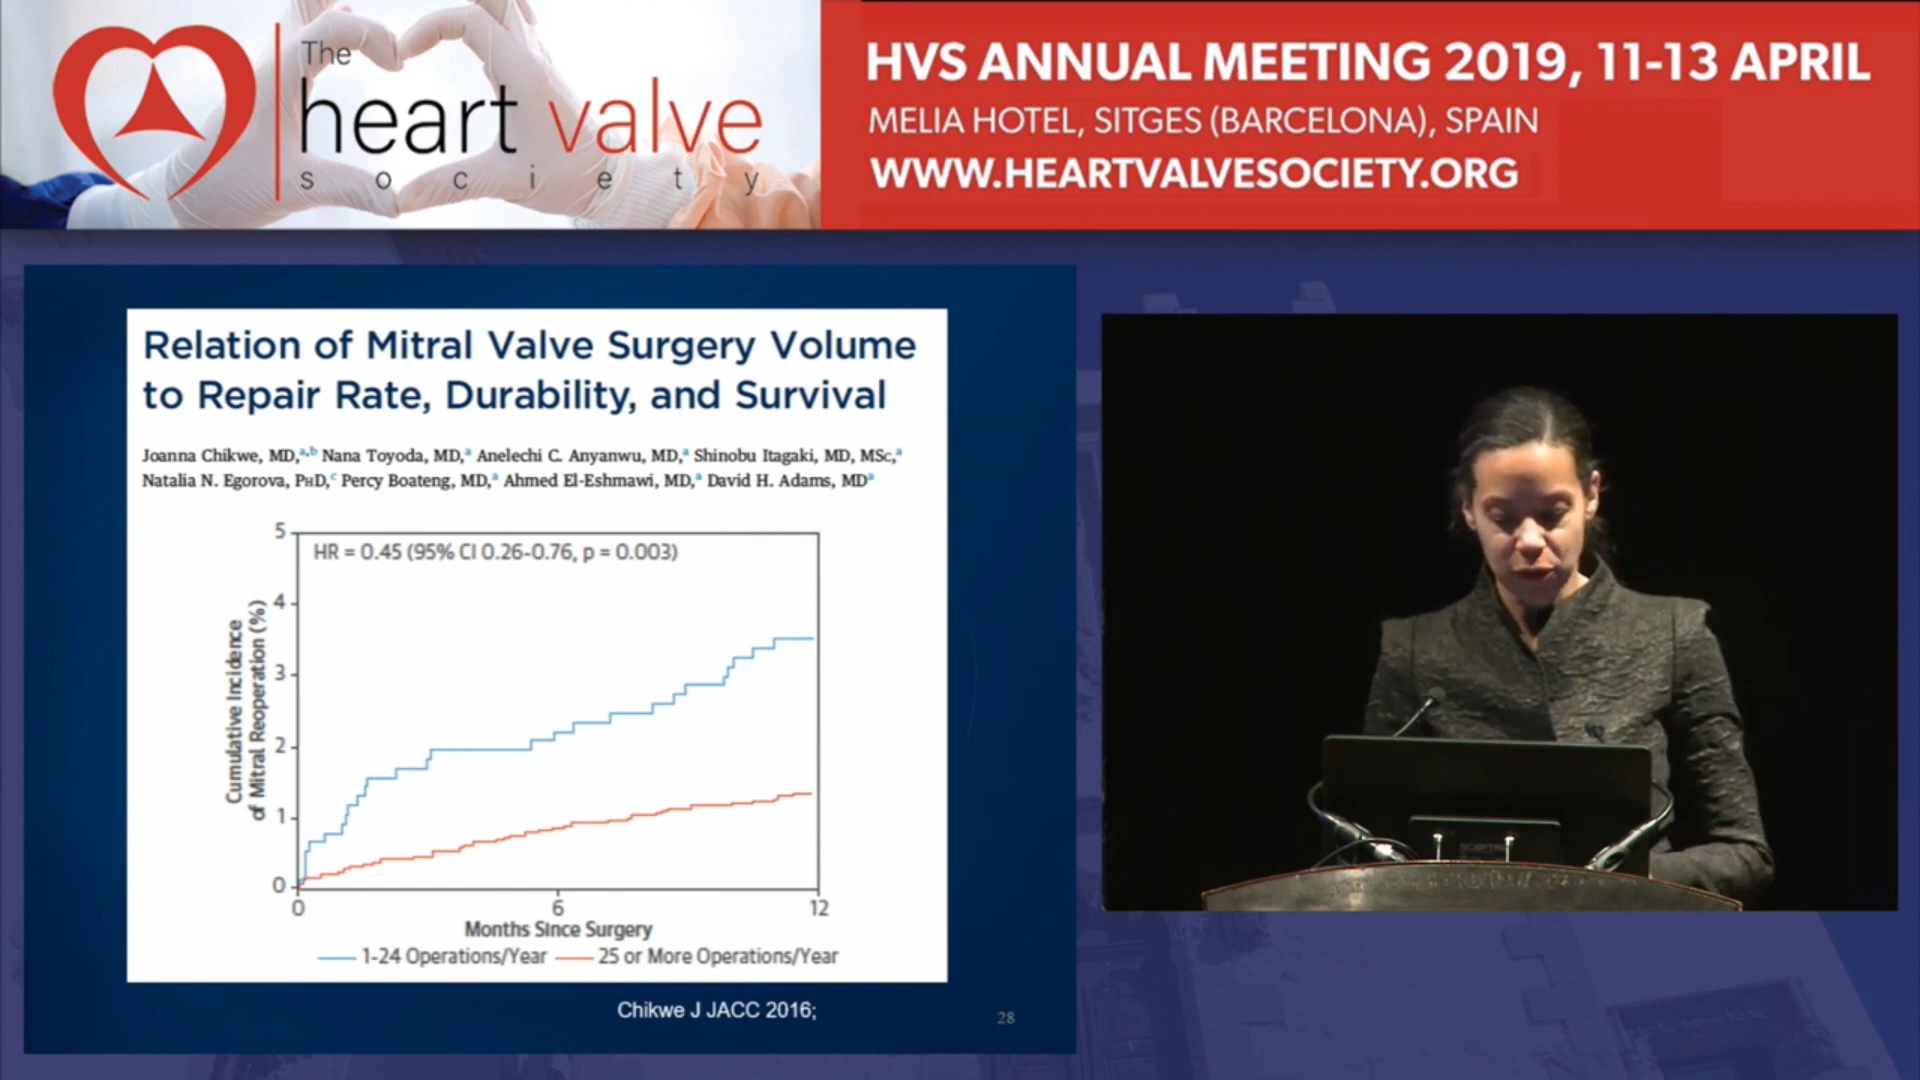 The
heart valve
society
HVS ANNUAL MEETING 2019, 11-13 APRIL
MELIA HOTEL, SITGES (BARCELONA), SPAIN
WWW.HEARTVALVESOCIETY.ORG
Relation of Mitral Valve Surgery Volume
to Repair Rate, Durability, and Survival
Joanna Chikwe, MD,a,b Nana Toyoda, MD,a Anelechi C. Anyanwu, MD,a Shinobu Itagaki, MD, MSc,a
Natalia N. Egorova, PhD,c Percy Boateng, MD,a Ahmed El-Eshmawi, MD,a David H. Adams, MDa
HR = 0.45 (95% CI 0.26-0.76, p = 0.003)
Cumulative Incidence
of Mitral Reoperation (%)
5
4
3
2
1
0
0 6 12
Months Since Surgery
1-24 Operations/Year 25 or More Operations/Year
Chikwe J JACC 2016;
28